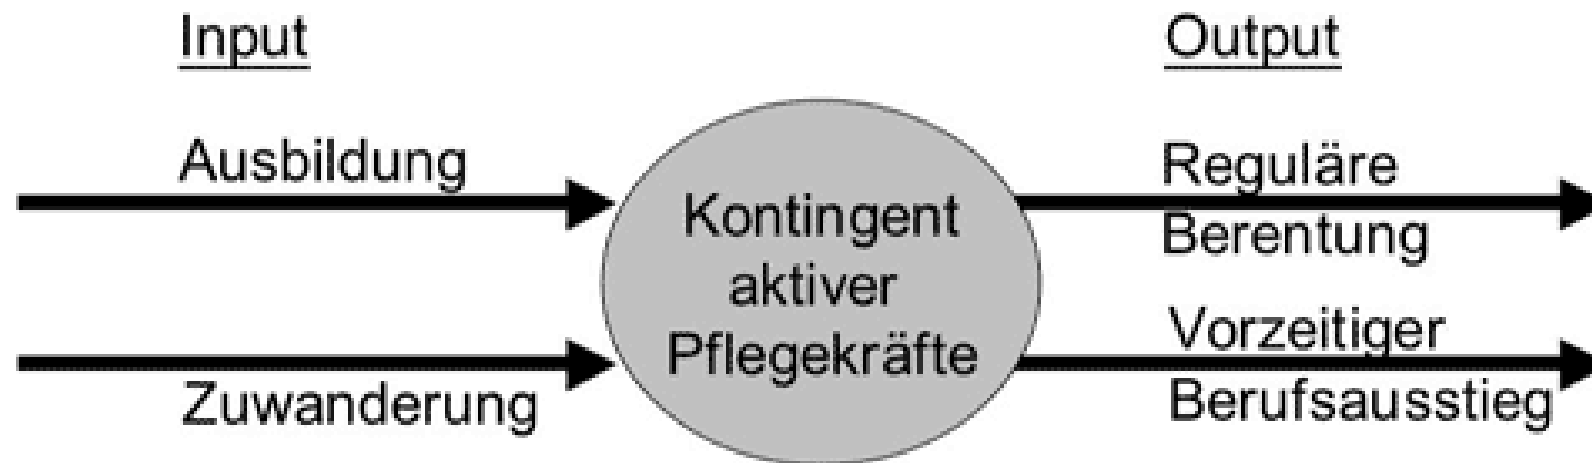 Input
Output
Ausbildung
Zuwanderung
Kontingent
aktiver
Pflegekräfte
Reguläre
Berentung
Vorzeitiger
Berufsausstieg